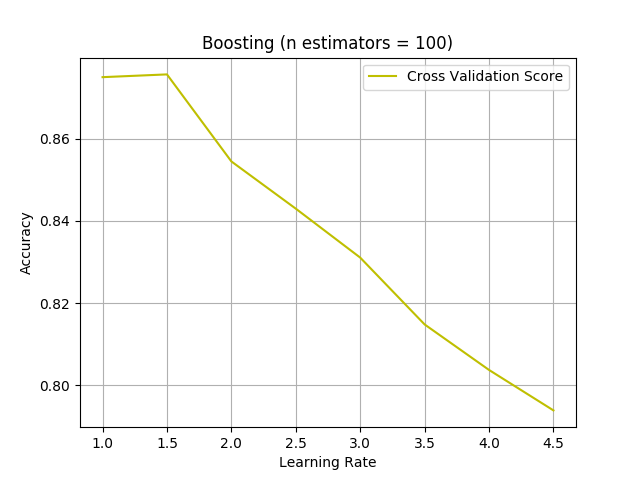 Boosting (n estimators = 100)
Cross Validation Score
Accuracy
0.86
0.84
0.82
0.80
1.0 1.5 2.0 2.5 3.0 3.5 4.0 4.5
Learning Rate